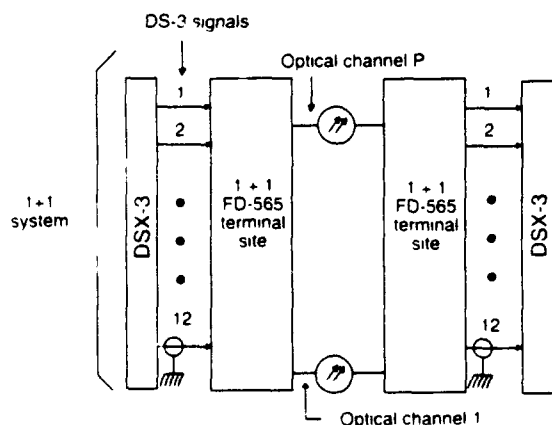 DS-3 signals
Optical channel P
1
2
12
1+1
system
DSX-3
1 + 1
FD-565
terminal
site
1 + 1
FD-565
terminal
site
1
2
12
DSX-3
Optical channel 1